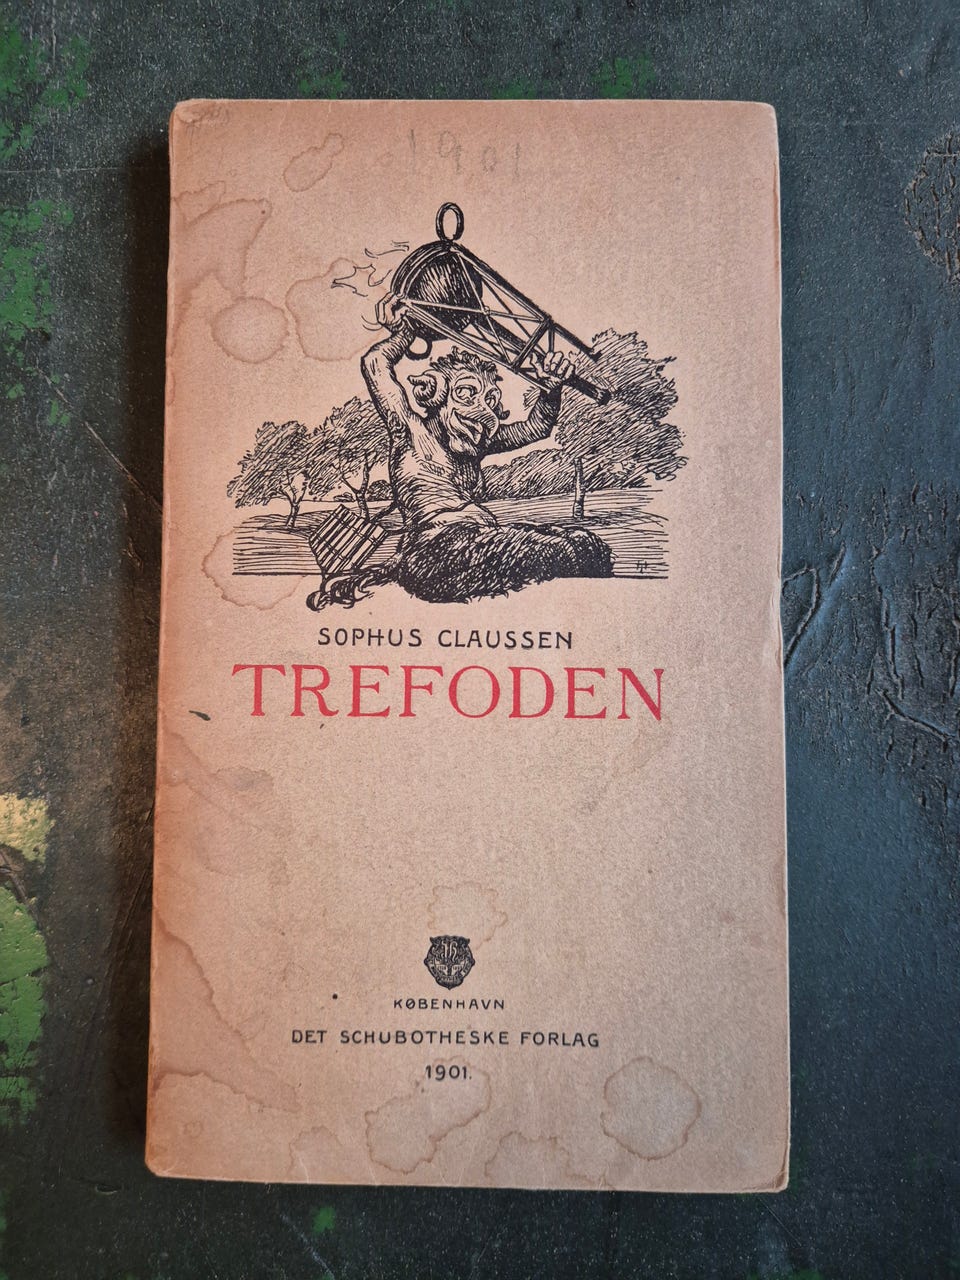 1901
SOPHUS CLAUSSEN
TREFODEN
KØBENHAVN
DET SCHUBOTHESKE FORLAG
1901.